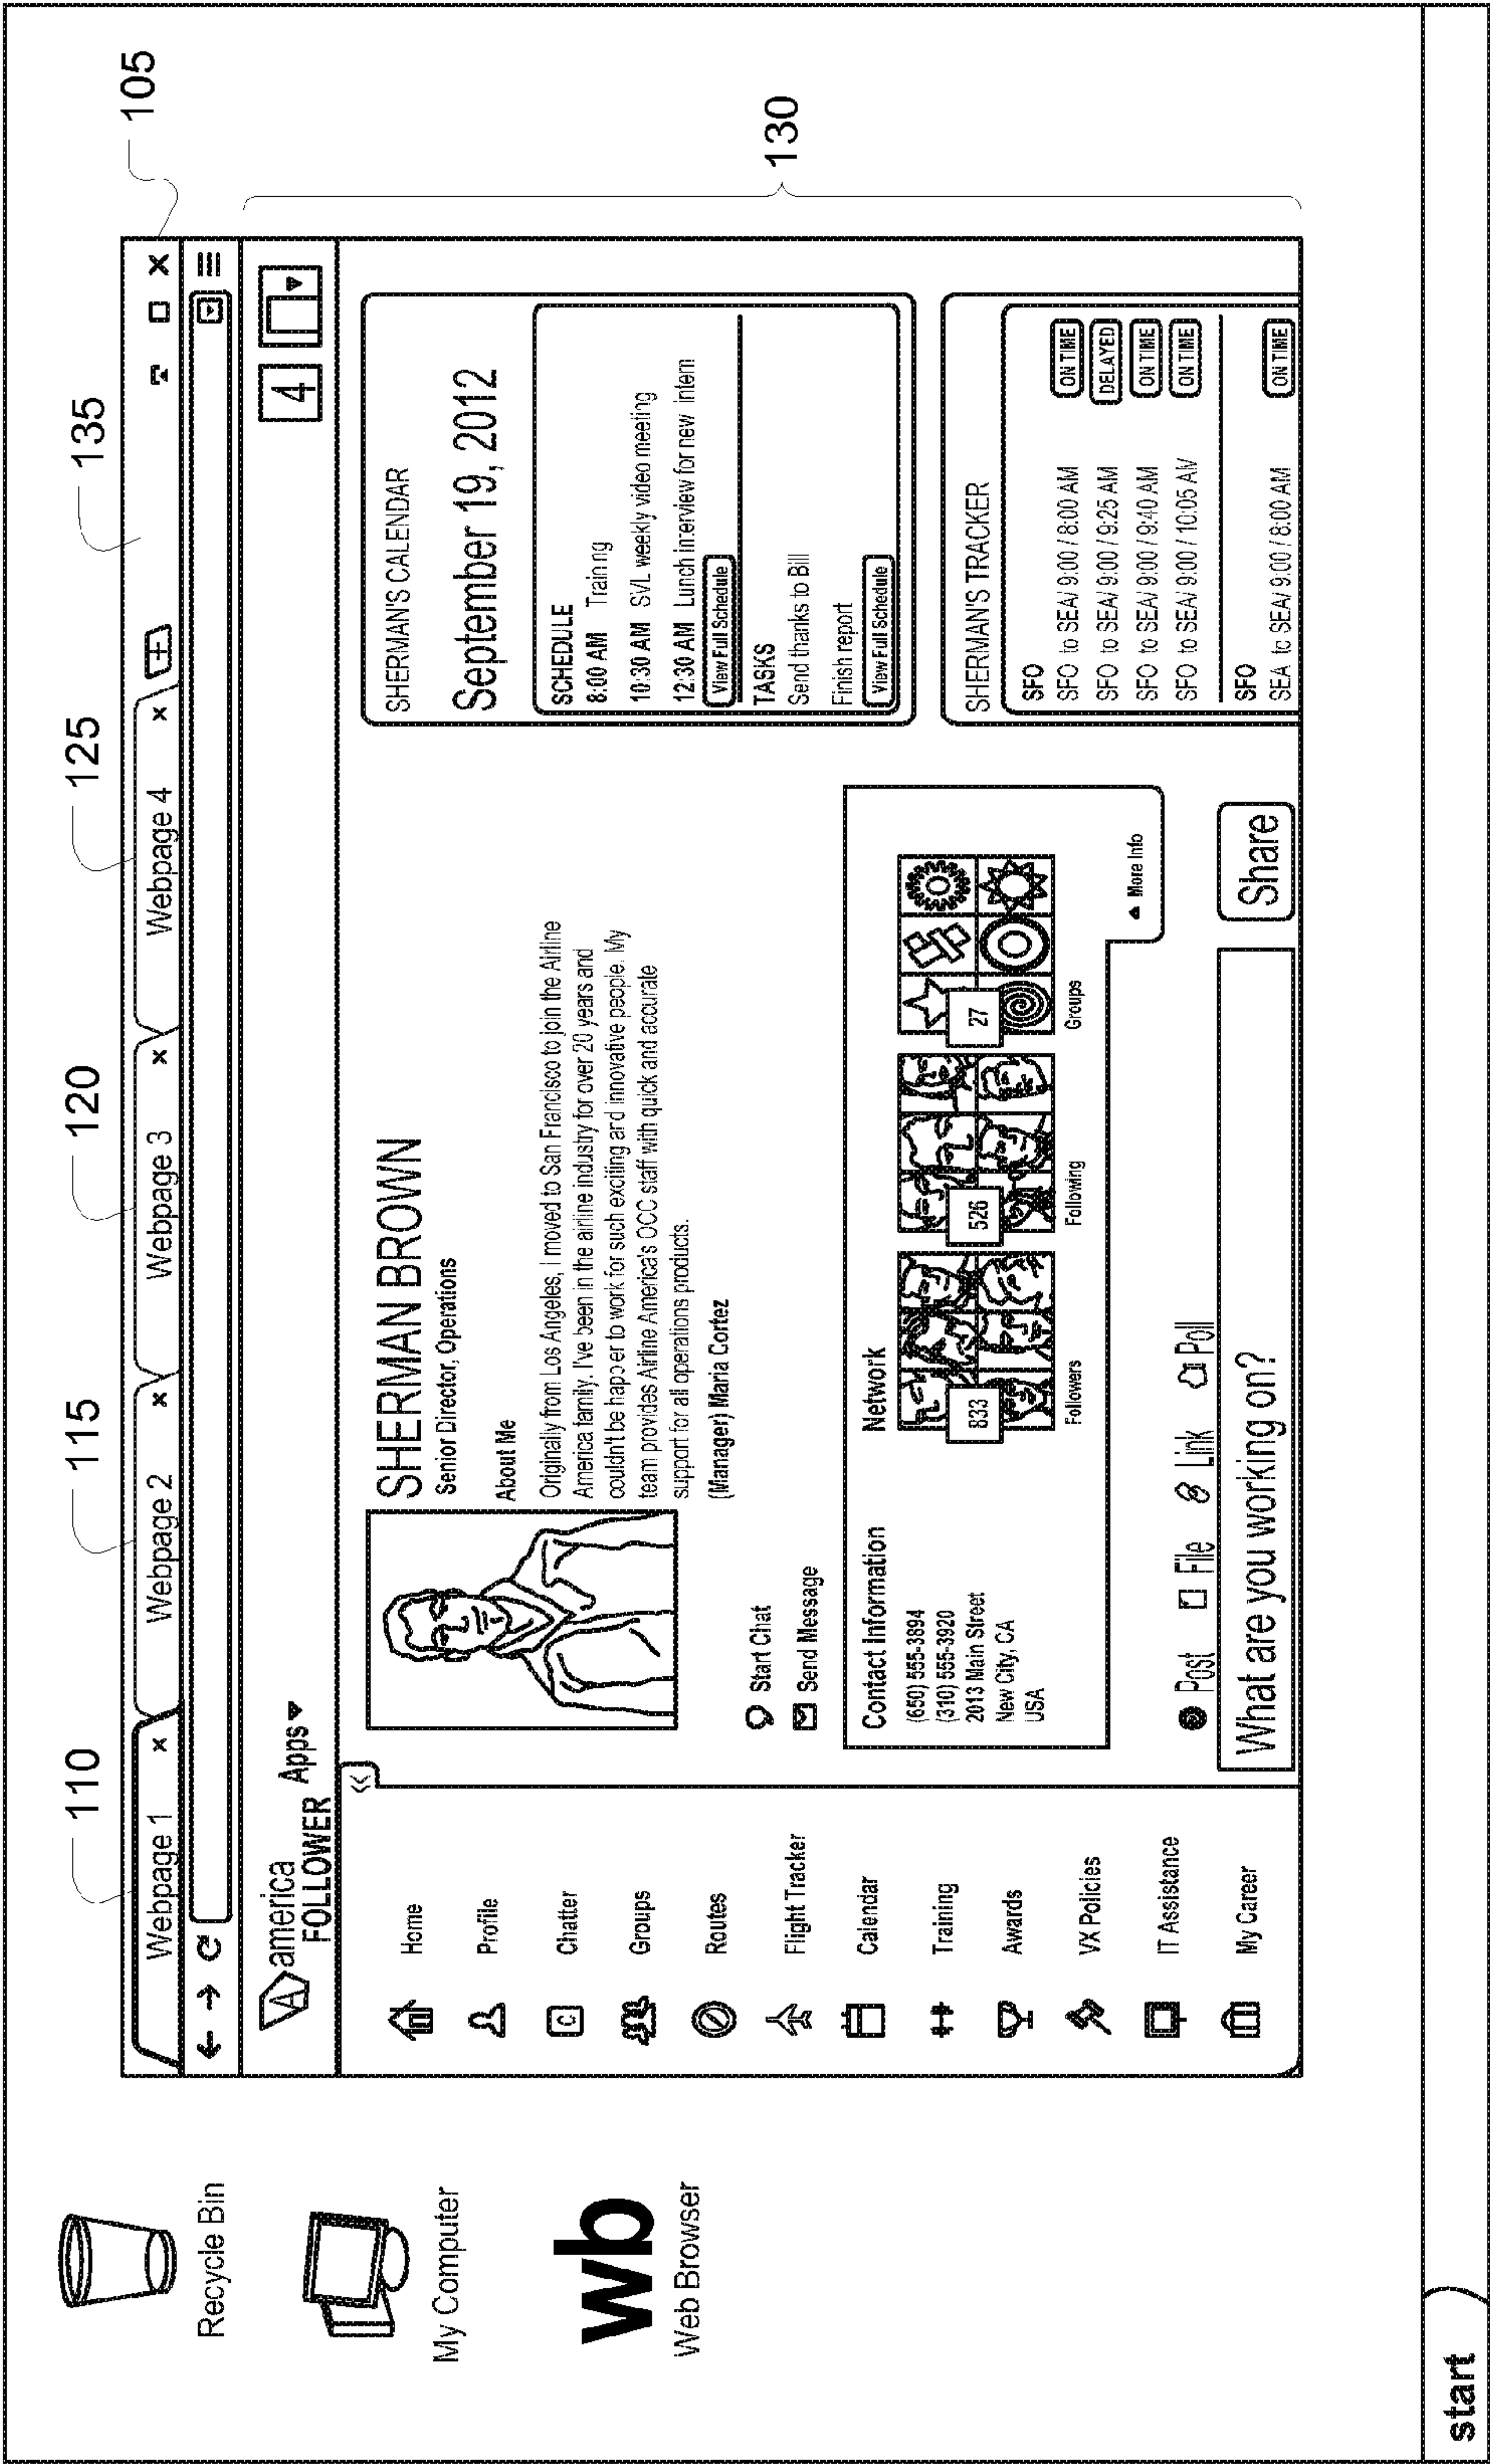 110
115
120
125
135
105
Webpage 1 x
Webpage 2 x
Webpage 3 x
Webpage 4 x
130
america
FOLLOWER
Apps
4
Recycle Bin
My Computer
wb
Web Browser
start
Home
Profile
C Chatter
Groups
Routes
Flight Tracker
Calendar
Training
Awards
VX Policies
IT Assistance
My Career
SHERMAN BROWN
Senior Director, Operations
About Me
Originally from Los Angeles, I moved to San Francisco to join the Airline
America family. I've been in the airline industry for over 20 years and
couldn't be happier to work for such exciting and innovative people. My
team provides Airline America's OCC staff with quick and accurate
support for all operations products.
(Manager) Maria Cortez
Start Chat
Send Message
Contact Information
(650) 555-3894
(310) 555-3920
2013 Main Street
New City, CA
USA
Network
833
526
27
Followers
Following
Groups
More Info
Post File Link Poll
What are you working on?
Share
SHERMAN'S CALENDAR
September 19, 2012
SCHEDULE
8:00 AM Training
10:30 AM SVL weekly video meeting
12:30 AM Lunch interview for new intern
View Full Schedule
TASKS
Send thanks to Bill
Finish report
View Full Schedule
SHERMAN'S TRACKER
SFO
SFO to SEA/ 9:00 / 8:00 AM ON TIME
SFO to SEA/ 9:00 / 9:25 AM DELAYED
SFO to SEA/ 9:00 / 9:40 AM ON TIME
SFO to SEA/ 9:00 / 10:05 AM ON TIME
SFO
SEA to SEA/ 9:00 / 8:00 AM ON TIME